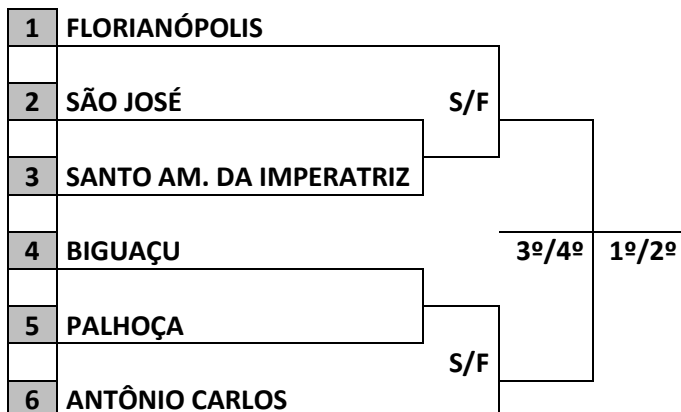 1 FLORIANÓPOLIS
2 SÃO JOSÉ S/F
3 SANTO AM. DA IMPERATRIZ
4 BIGUAÇU 3º/4º 1º/2º
5 PALHOÇA
S/F
6 ANTÔNIO CARLOS